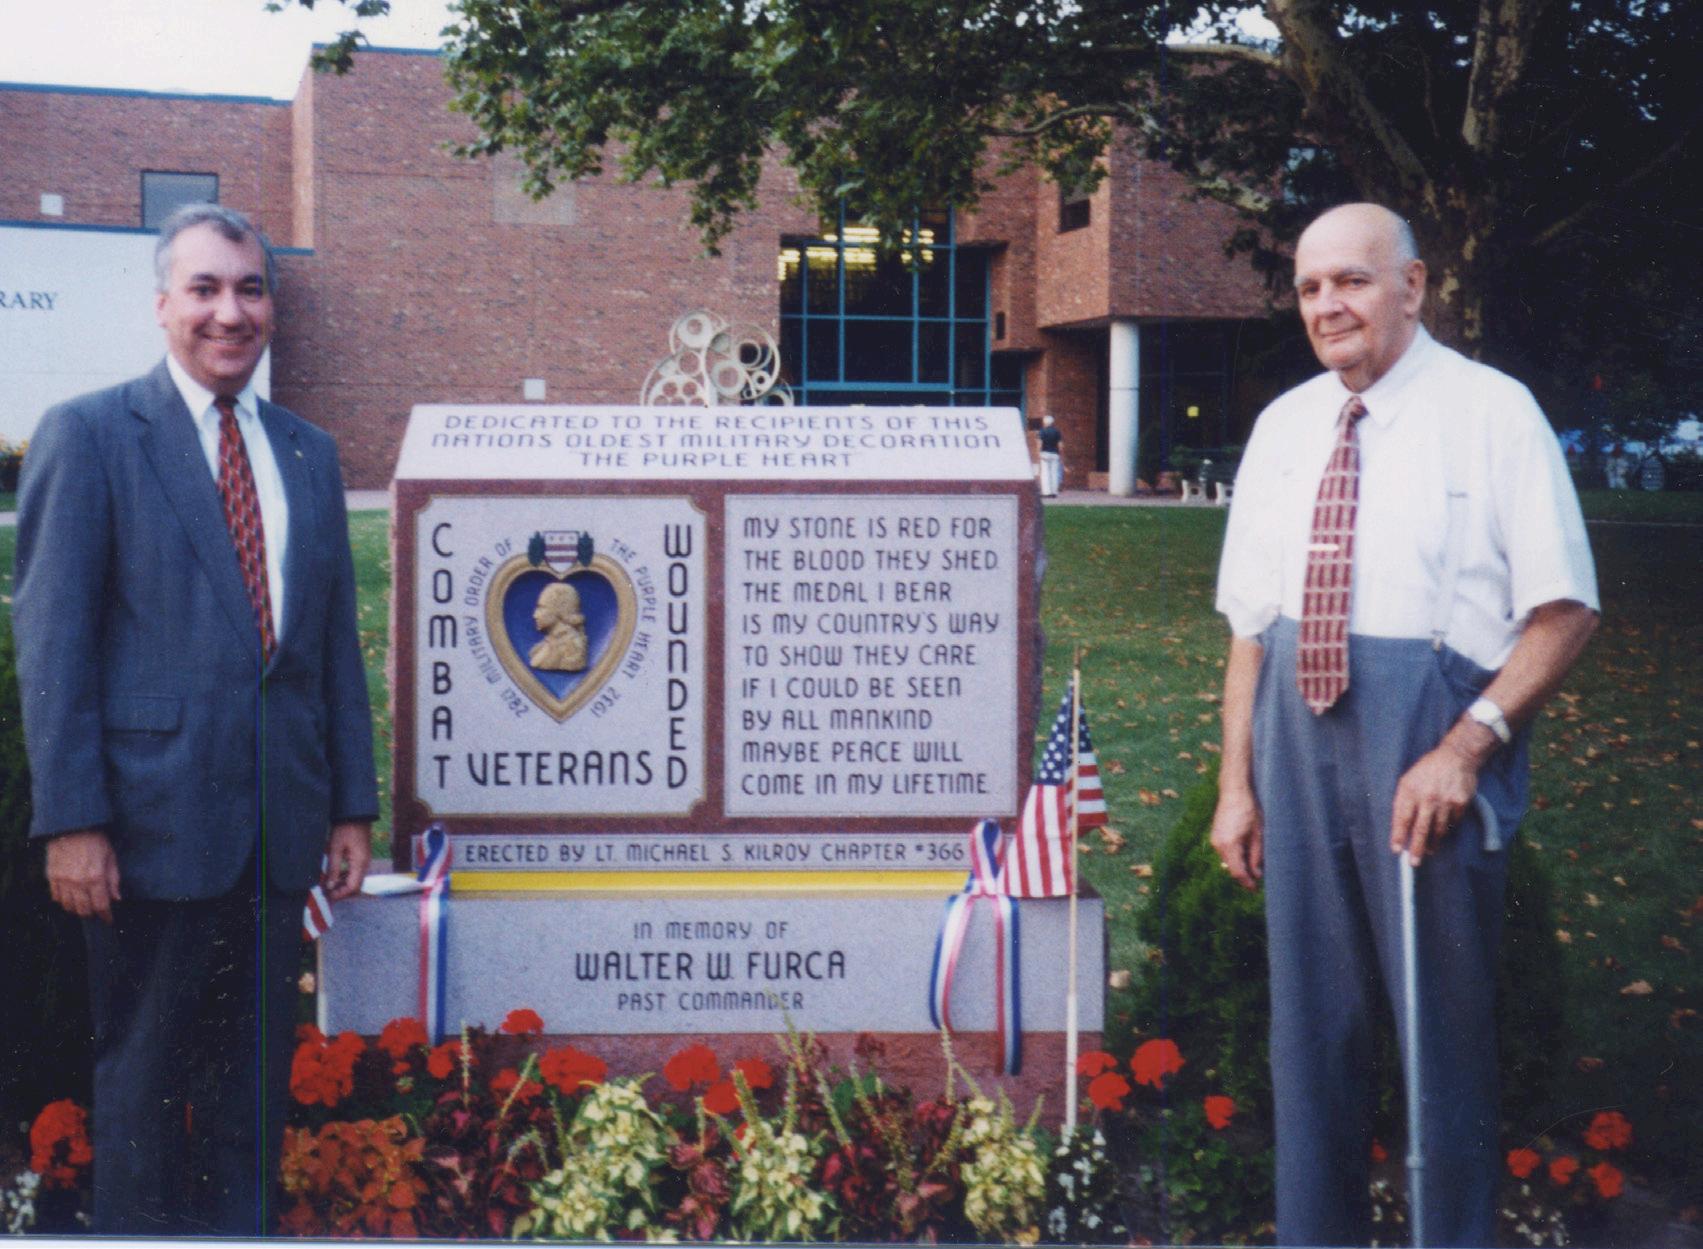 RARY
DEDICATED TO THE RECIPIENTS OF THIS
NATIONS OLDEST MILITARY DECORATION
"THE PURPLE HEART"
COMBAT
WOUNDED
VETERANS
MILITARY ORDER OF
THE PURPLE HEART
1782
1932
MY STONE IS RED FOR
THE BLOOD THEY SHED.
THE MEDAL I BEAR
IS MY COUNTRY'S WAY
TO SHOW THEY CARE.
IF I COULD BE SEEN
BY ALL MANKIND
MAYBE PEACE WILL
COME IN MY LIFETIME.
ERECTED BY LT. MICHAEL S. KILROY CHAPTER #366
IN MEMORY OF
WALTER W. FURCA
PAST COMMANDER